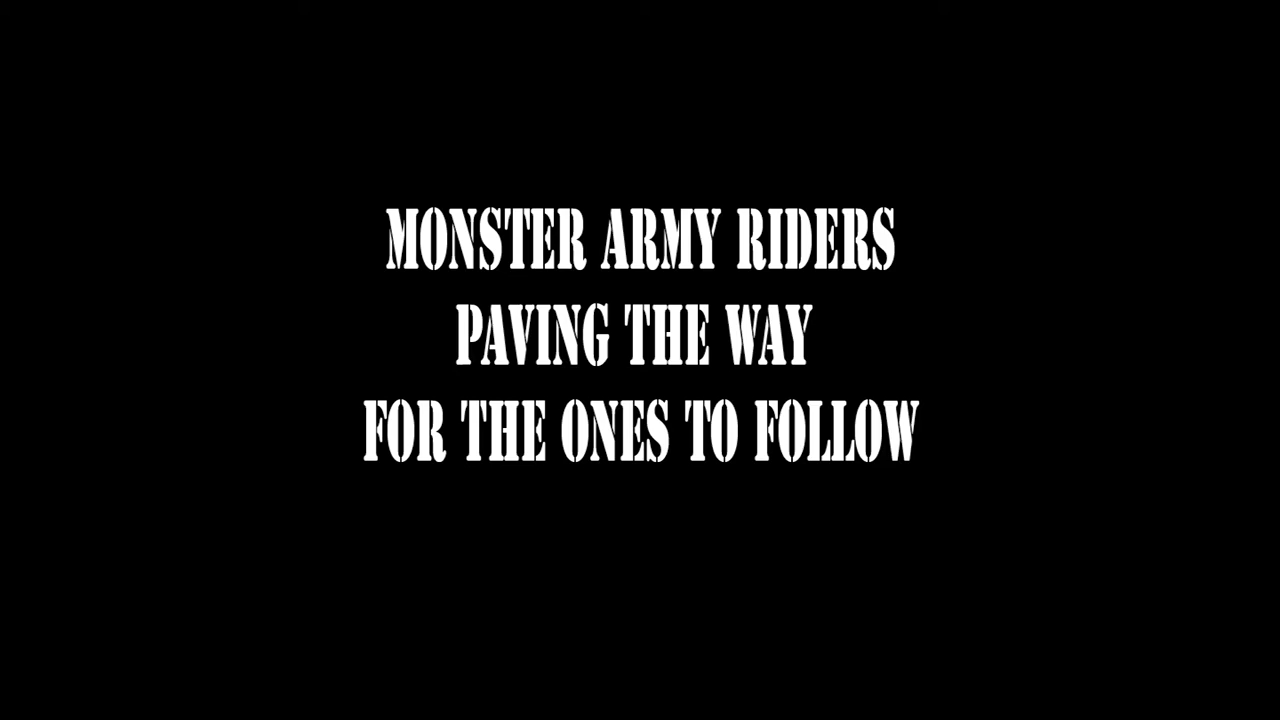 MONSTER ARMY RIDERS
PAVING THE WAY
FOR THE ONES TO FOLLOW